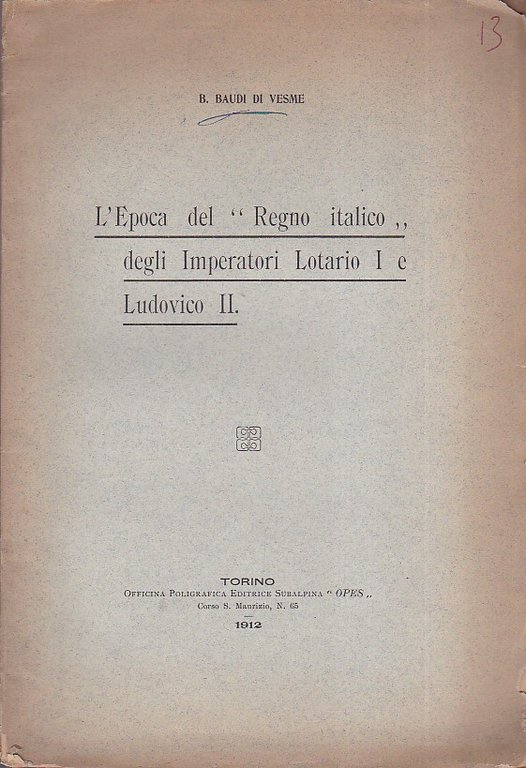 13
B. BAUDI DI VESME
L'Epoca del “ Regno italico „
degli Imperatori Lotario I e
Ludovico II.
TORINO
OFFICINA POLIGRAFICA EDITRICE SUBALPINA “ OPES „
Corso S. Maurizio, N. 65
1912